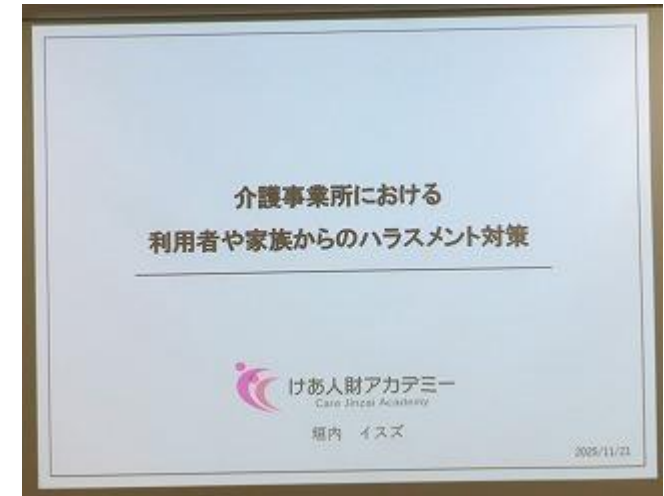 介護事業所における
利用者や家族からのハラスメント対策
けあ人財アカデミー
Care Jinzai Academy
垣内 イスズ
2025/11/21